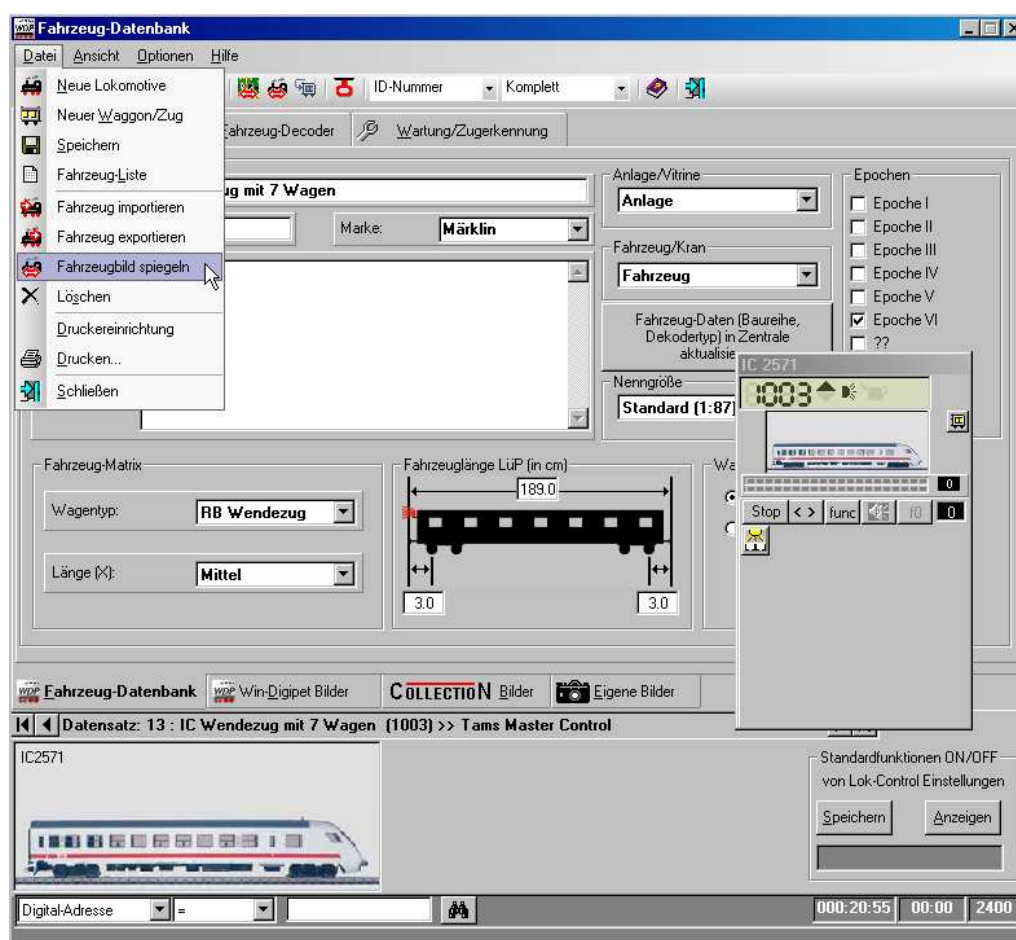 WDP Fahrzeug-Datenbank
Datei Ansicht Optionen Hilfe
Neue Lokomotive
Neuer Waggon/Zug
Speichern
Fahrzeug-Liste
Fahrzeug importieren
Fahrzeug exportieren
Fahrzeugbild spiegeln
Löschen
Druckereinrichtung
Drucken...
Schließen
ID-Nummer Komplett
Fahrzeug-Decoder Wartung/Zugerkennung
ug mit 7 Wagen
Marke: Märklin
Anlage/Vitrine
Anlage
Fahrzeug/Kran
Fahrzeug
Fahrzeug-Daten (Baureihe,
Dekodertyp) in Zentrale
aktualisie
Nenngröße
Standard (1:87)
Epochen
Epoche I
Epoche II
Epoche III
Epoche IV
Epoche V
Epoche VI
??
IC 2571
1003
0
Stop < > func f0 0
Fahrzeug-Matrix
Wagentyp: RB Wendezug
Länge (X): Mittel
Fahrzeuglänge LüP (in cm)
189.0
3.0 3.0
Wa
WDP Fahrzeug-Datenbank WDP Win-Digipet Bilder COLLECTION Bilder Eigene Bilder
Datensatz: 13 : IC Wendezug mit 7 Wagen (1003) >> Tams Master Control
IC2571
Standardfunktionen ON/OFF
von Lok-Control Einstellungen
Speichern Anzeigen
Digital-Adresse = 000:20:55 00:00 2400